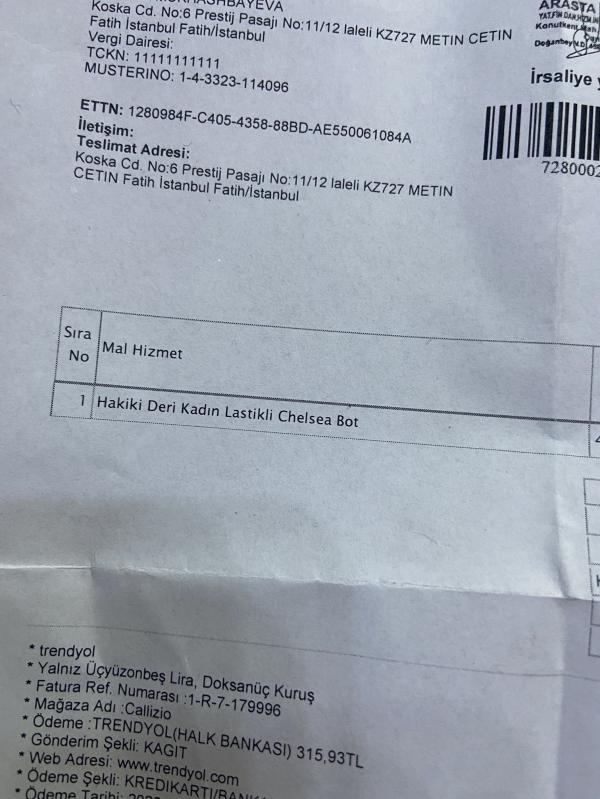 Koska Cd. No:6 Prestij Pasajı No:11/12 laleli KZ727 METIN CETIN
Fatih İstanbul Fatih/İstanbul
Vergi Dairesi:
TCKN: 11111111111
MUSTERINO: 1-4-3323-114096
ARASTA
İrsaliye
ETTN: 1280984F-C405-4358-88BD-AE550061084A
İletişim:
Teslimat Adresi:
Koska Cd. No:6 Prestij Pasajı No:11/12 laleli KZ727 METIN
CETIN Fatih İstanbul Fatih/İstanbul
7280002
Sıra No
Mal Hizmet
1 Hakiki Deri Kadın Lastikli Chelsea Bot
* trendyol
* Yalnız Üçyüzonbeş Lira, Doksanüç Kuruş
* Fatura Ref. Numarası :1-R-7-179996
* Mağaza Adı :Callizio
* Ödeme :TRENDYOL(HALK BANKASI) 315,93TL
* Gönderim Şekli: KAGIT
* Web Adresi: www.trendyol.com
* Ödeme Şekli: KREDIKARTI/BANK
* Ödeme Tarihi: